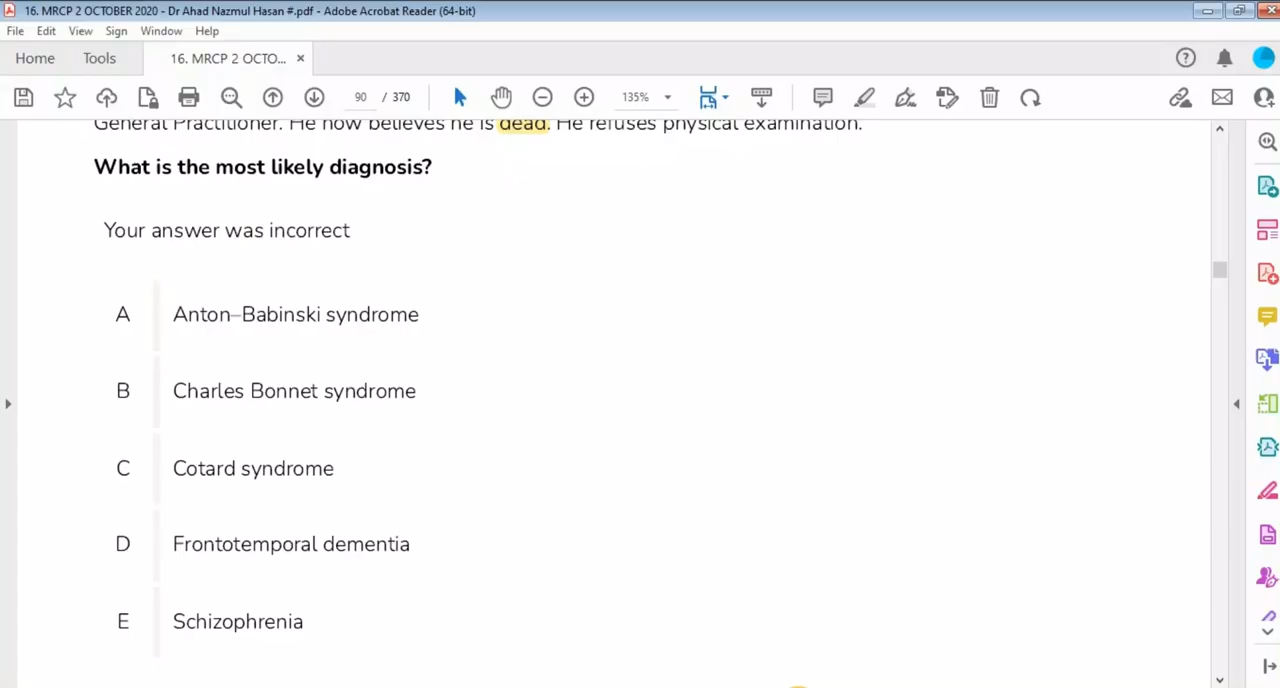 16. MRCP 2 OCTOBER 2020 - Dr Ahad Nazmul Hasan #.pdf - Adobe Acrobat Reader (64-bit)
File Edit View Sign Window Help
Home Tools 16. MRCP 2 OCTO... ×
90 / 370 135%
General Practitioner. He now believes he is dead. He refuses physical examination.
What is the most likely diagnosis?
Your answer was incorrect
A Anton–Babinski syndrome
B Charles Bonnet syndrome
C Cotard syndrome
D Frontotemporal dementia
E Schizophrenia